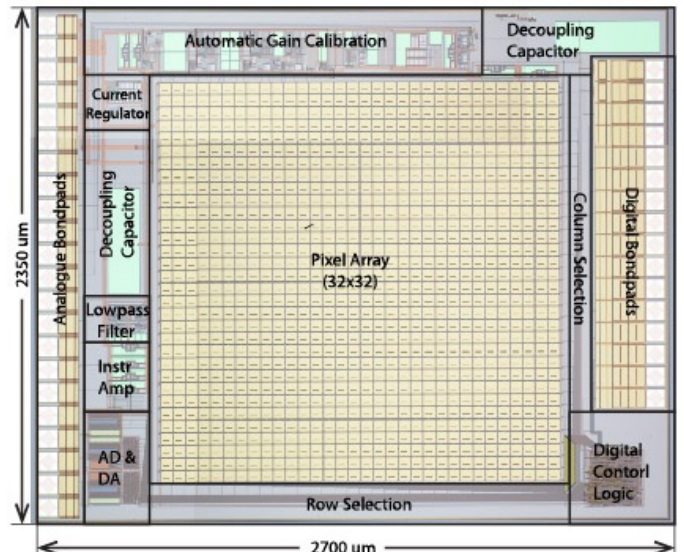 Automatic Gain Calibration
Decoupling
Capacitor
Current
Regulator
Decoupling
Capacitor
Analogue Bondpads
2350 um
Pixel Array
(32x32)
Column Selection
Digital Bondpads
Lowpass
Filter
Instr
Amp
AD &
DA
Digital
Contorl
Logic
Row Selection
2700 um